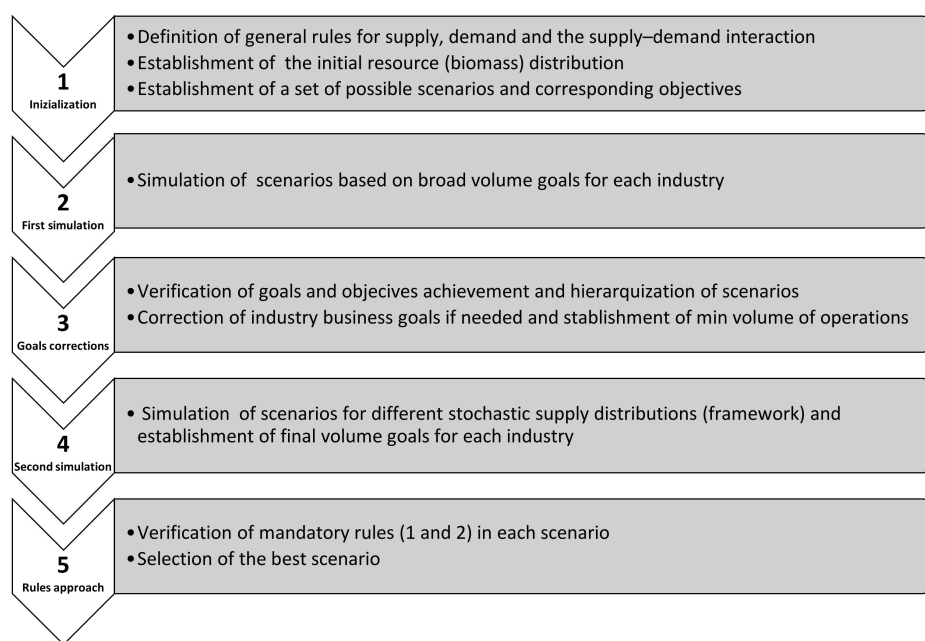 •Definition of general rules for supply, demand and the supply–demand interaction
•Establishment of the initial resource (biomass) distribution
•Establishment of a set of possible scenarios and corresponding objectives
1
Inizialization
•Simulation of scenarios based on broad volume goals for each industry
2
First simulation
•Verification of goals and objecives achievement and hierarquization of scenarios
•Correction of industry business goals if needed and stablishment of min volume of operations
3
Goals corrections
• Simulation of scenarios for different stochastic supply distributions (framework) and
establishment of final volume goals for each industry
4
Second simulation
•Verification of mandatory rules (1 and 2) in each scenario
•Selection of the best scenario
5
Rules approach